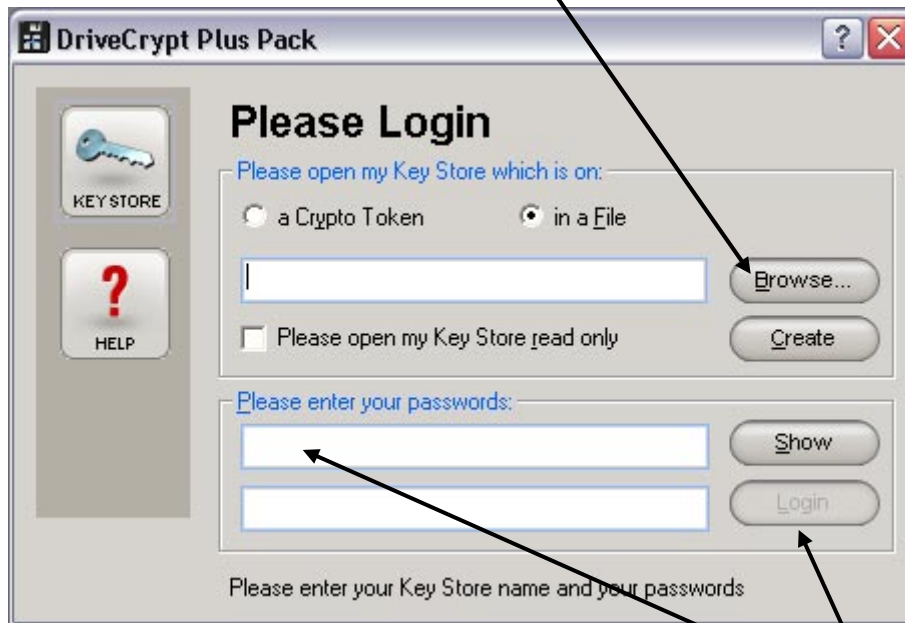 DriveCrypt Plus Pack
?
KEY STORE
?
HELP
Please Login
Please open my Key Store which is on:
a Crypto Token in a File
Browse...
Please open my Key Store read only
Create
Please enter your passwords:
Show
Login
Please enter your Key Store name and your passwords